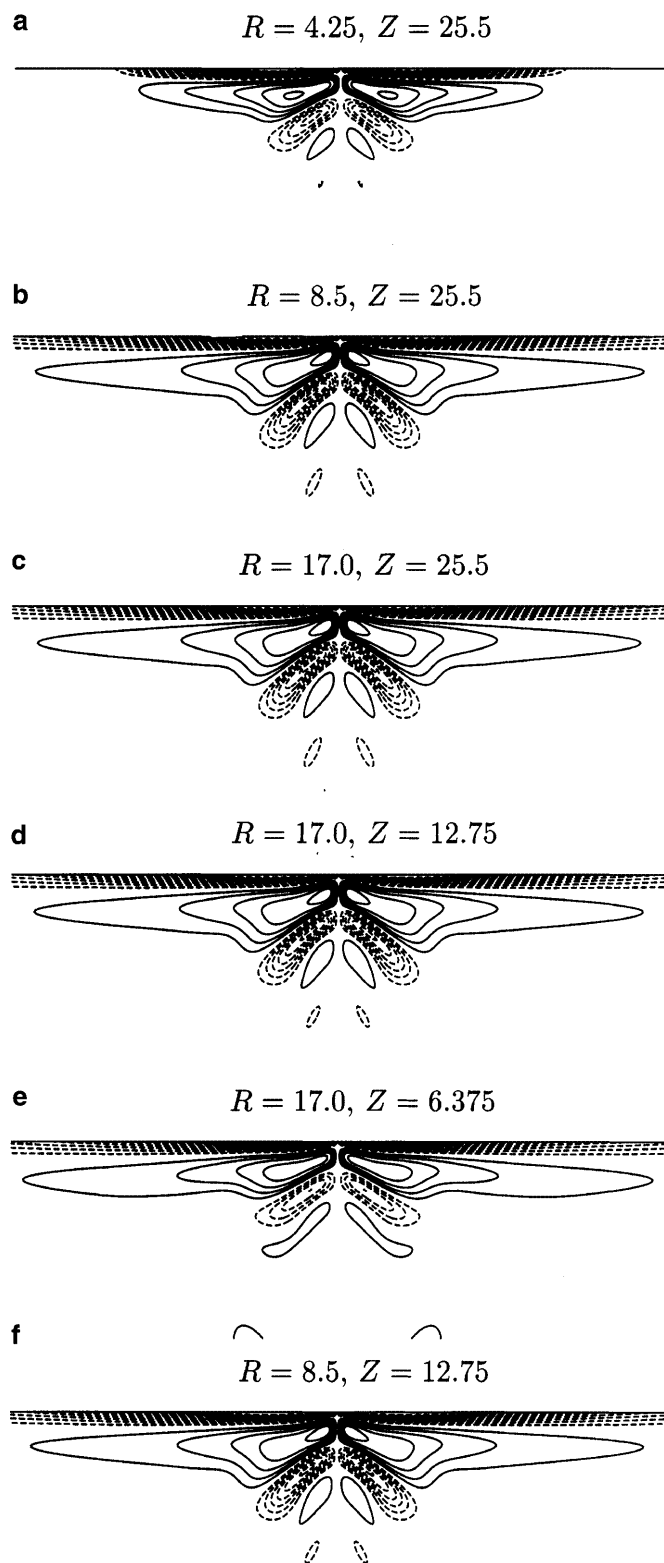 a
R = 4.25, Z = 25.5
b
R = 8.5, Z = 25.5
c
R = 17.0, Z = 25.5
d
R = 17.0, Z = 12.75
e
R = 17.0, Z = 6.375
f
R = 8.5, Z = 12.75